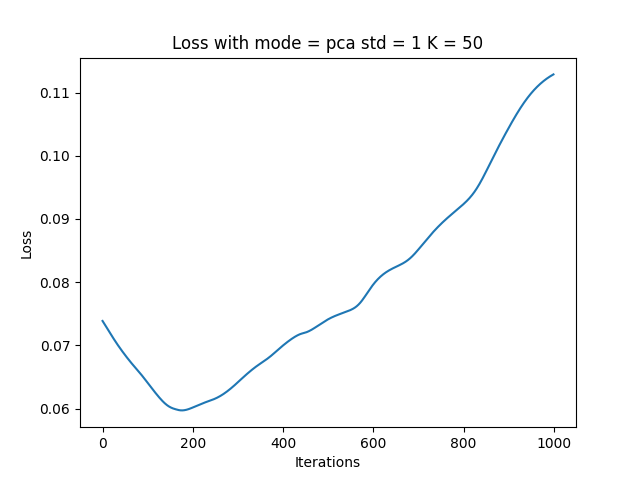 Loss with mode = pca std = 1 K = 50
0.11
0.10
0.09
0.08
0.07
0.06
Loss
0 200 400 600 800 1000
Iterations